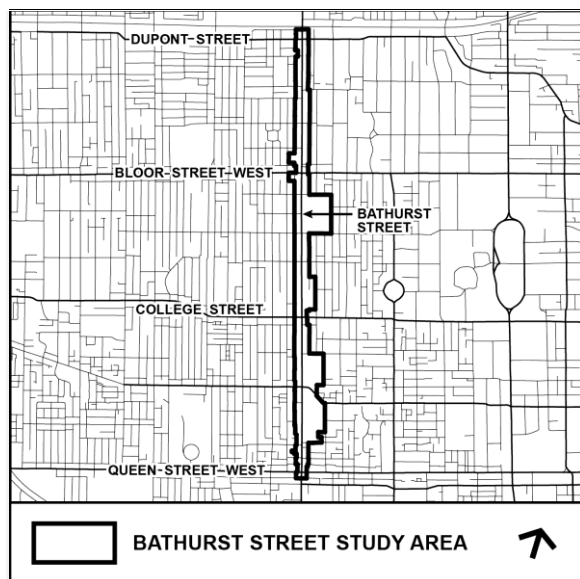 DUPONT STREET
BLOOR STREET WEST
BATHURST
STREET
COLLEGE STREET
QUEEN STREET WEST
BATHURST STREET STUDY AREA